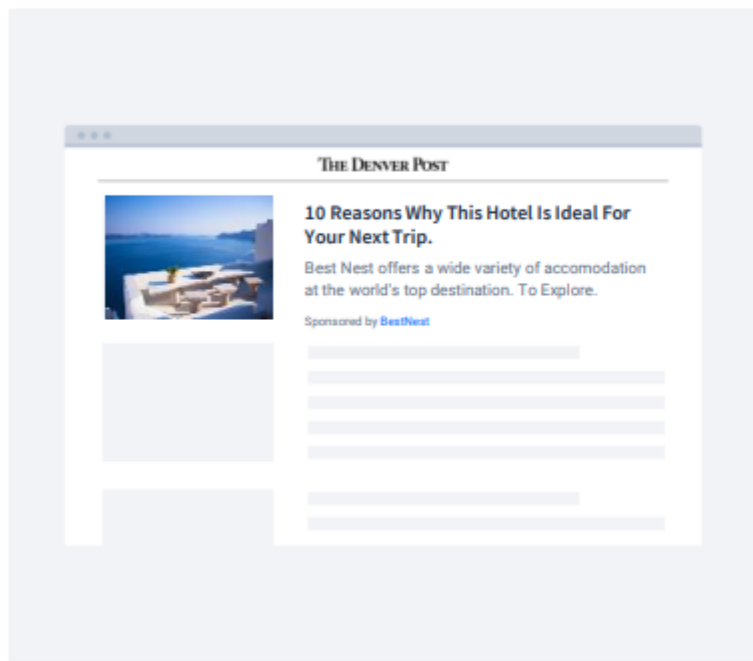 THE DENVER POST
10 Reasons Why This Hotel Is Ideal For
Your Next Trip.
Best Nest offers a wide variety of accomodation
at the world's top destination. To Explore.
Sponsored by BestNest